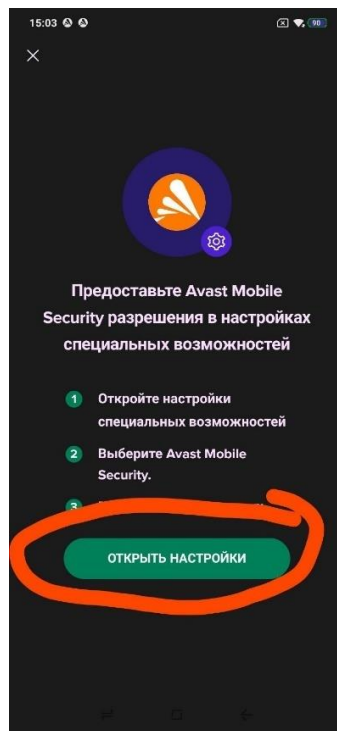 15:03
90
Предоставьте Avast Mobile
Security разрешения в настройках
специальных возможностей
1 Откройте настройки
специальных возможностей
2 Выберите Avast Mobile
Security.
3
ОТКРЫТЬ НАСТРОЙКИ